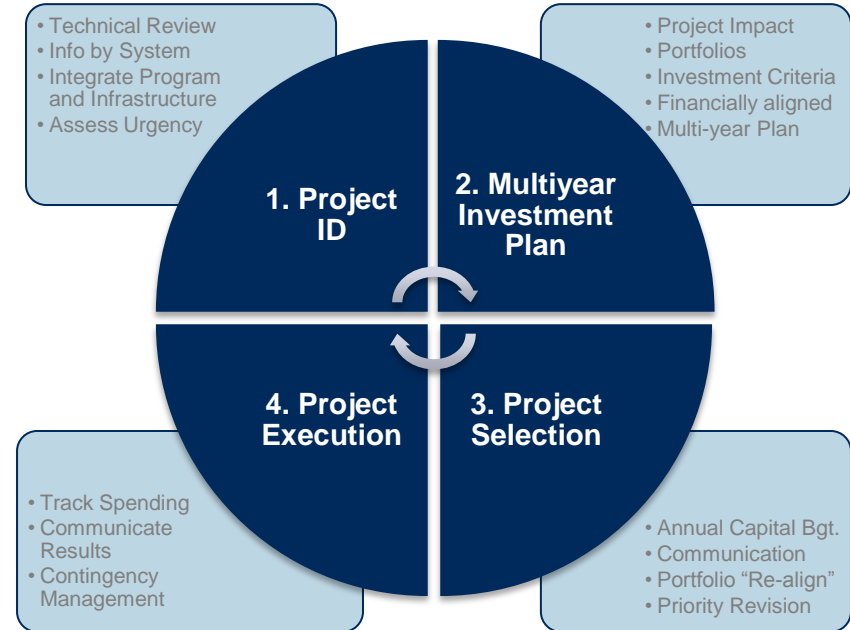 • Technical Review
• Info by System
• Integrate Program
and Infrastructure
• Assess Urgency
• Project Impact
• Portfolios
• Investment Criteria
• Financially aligned
• Multi-year Plan
1. Project
ID
2. Multiyear
Investment
Plan
4. Project
Execution
3. Project
Selection
• Track Spending
• Communicate
Results
• Contingency
Management
• Annual Capital Bgt.
• Communication
• Portfolio “Re-align”
• Priority Revision